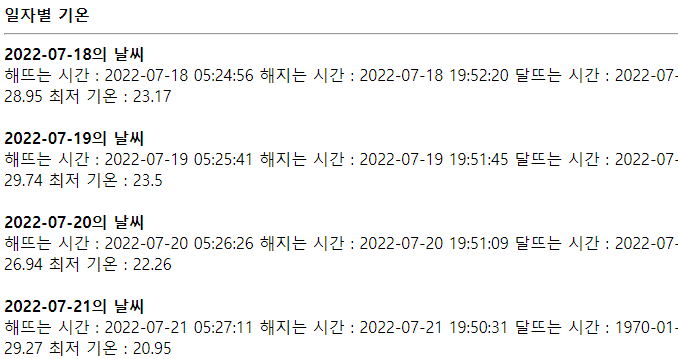 일자별 기온
2022-07-18의 날씨
해뜨는 시간 : 2022-07-18 05:24:56 해지는 시간 : 2022-07-18 19:52:20 달뜨는 시간 : 2022-07-
28.95 최저 기온 : 23.17
2022-07-19의 날씨
해뜨는 시간 : 2022-07-19 05:25:41 해지는 시간 : 2022-07-19 19:51:45 달뜨는 시간 : 2022-07-
29.74 최저 기온 : 23.5
2022-07-20의 날씨
해뜨는 시간 : 2022-07-20 05:26:26 해지는 시간 : 2022-07-20 19:51:09 달뜨는 시간 : 2022-07-
26.94 최저 기온 : 22.26
2022-07-21의 날씨
해뜨는 시간 : 2022-07-21 05:27:11 해지는 시간 : 2022-07-21 19:50:31 달뜨는 시간 : 1970-01-
29.27 최저 기온 : 20.95